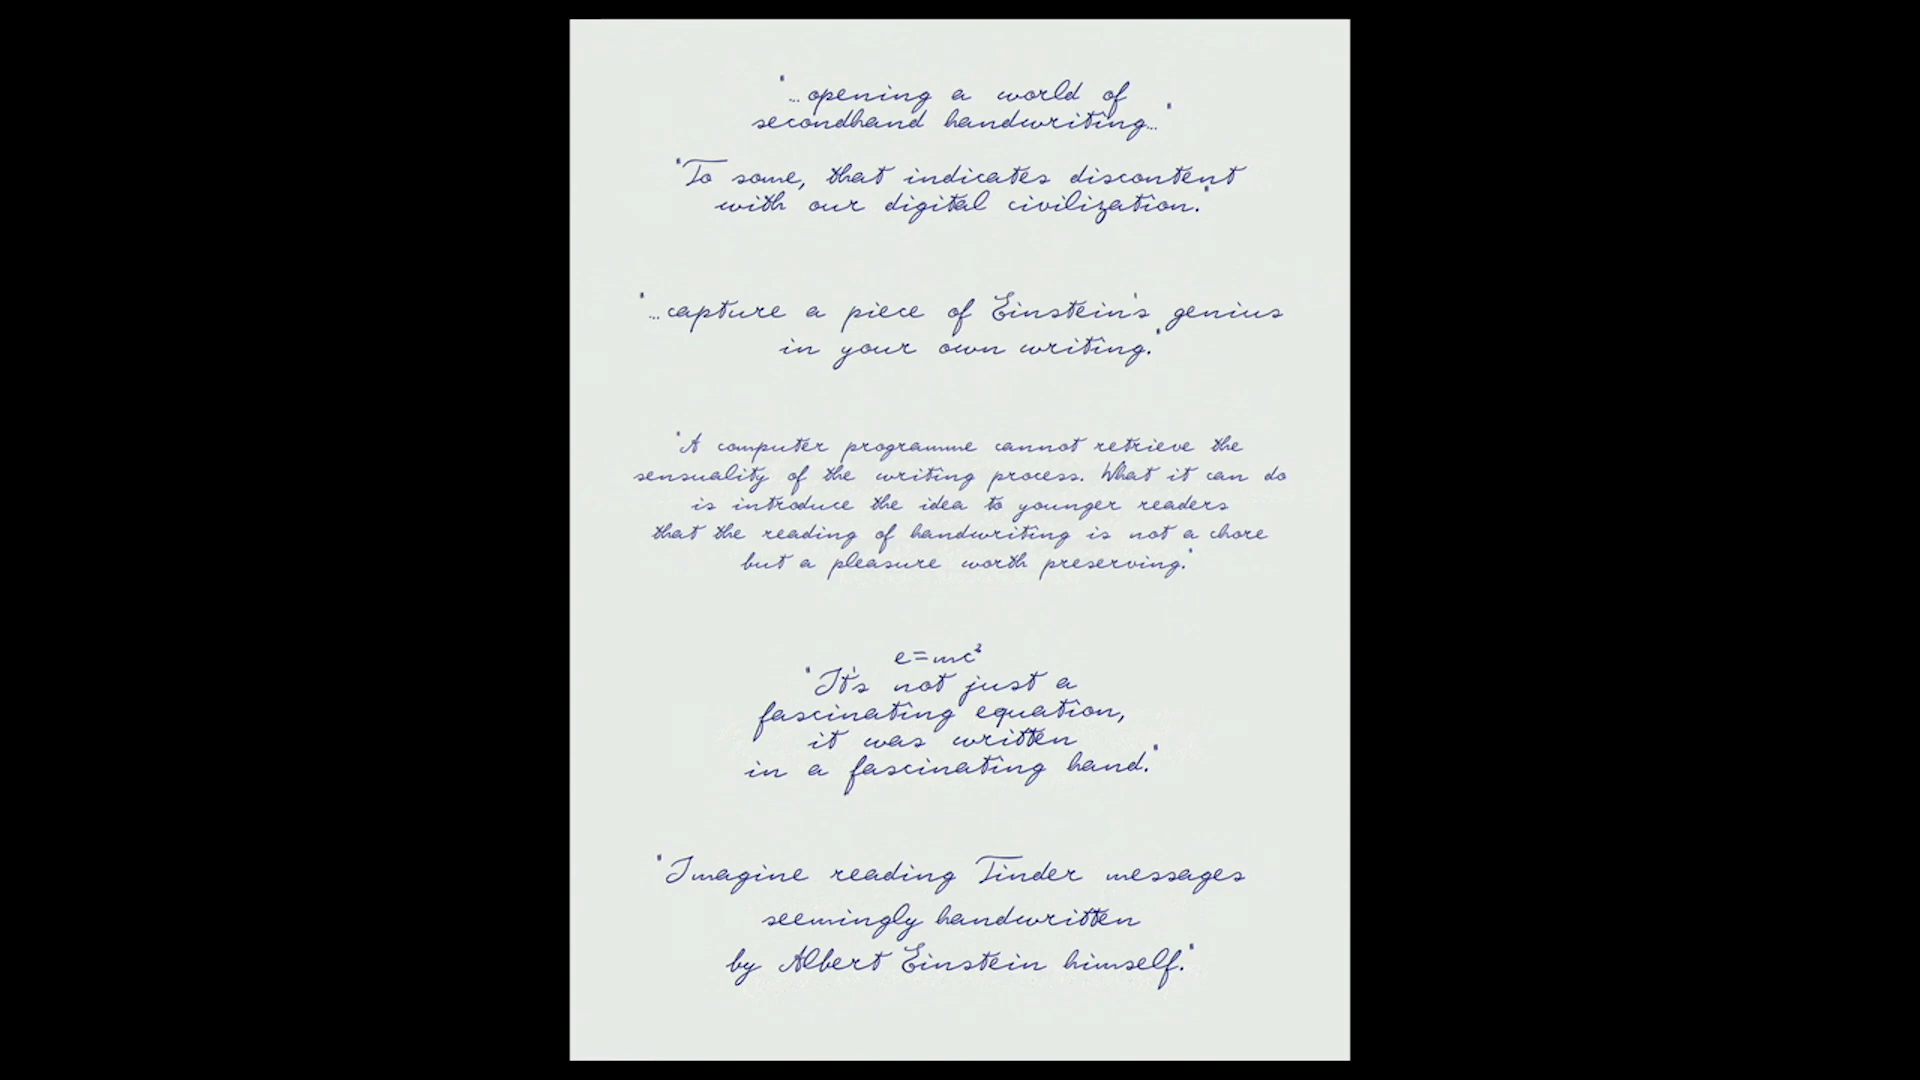 "...opening a world of
secondhand handwriting..."
"To some, that indicates discontent
with our digital civilization."
"...capture a piece of Einstein's genius
in your own writing."
"A computer programme cannot retrieve the
sensuality of the writing process. What it can do
is introduce the idea to younger readers
that the reading of handwriting is not a chore
but a pleasure worth preserving."
e=mc²
"It's not just a
fascinating equation,
it was written
in a fascinating hand."
"Imagine reading Tinder messages
seemingly handwritten
by Albert Einstein himself."